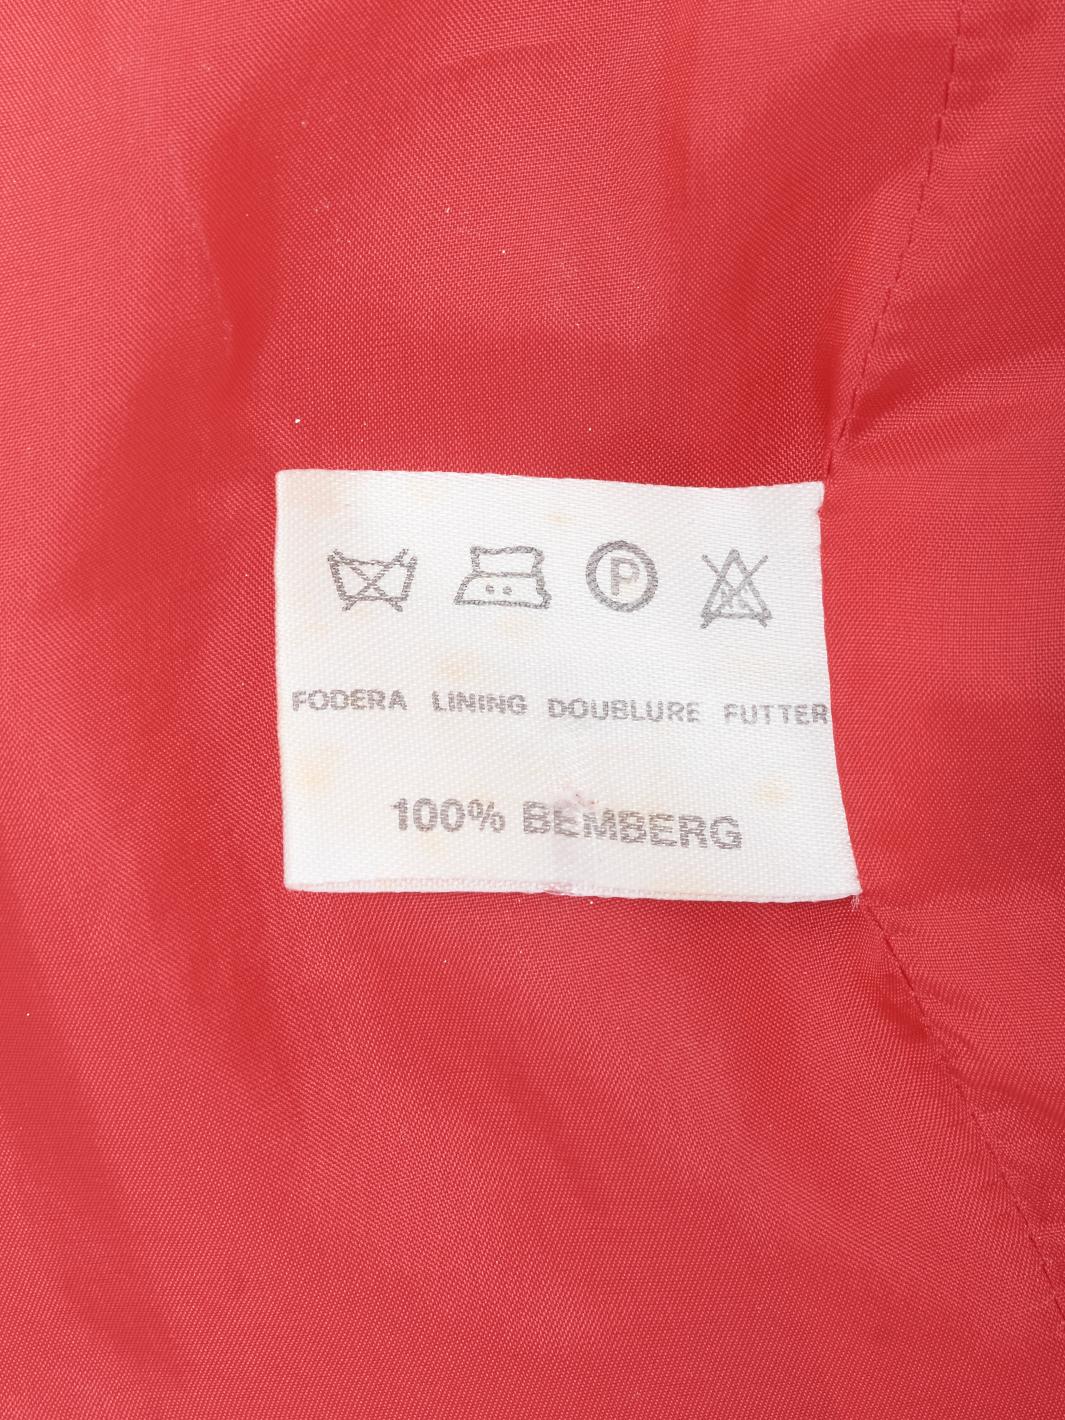 P
FODERA LINING DOUBLURE FUTTER
100% BEMBERG